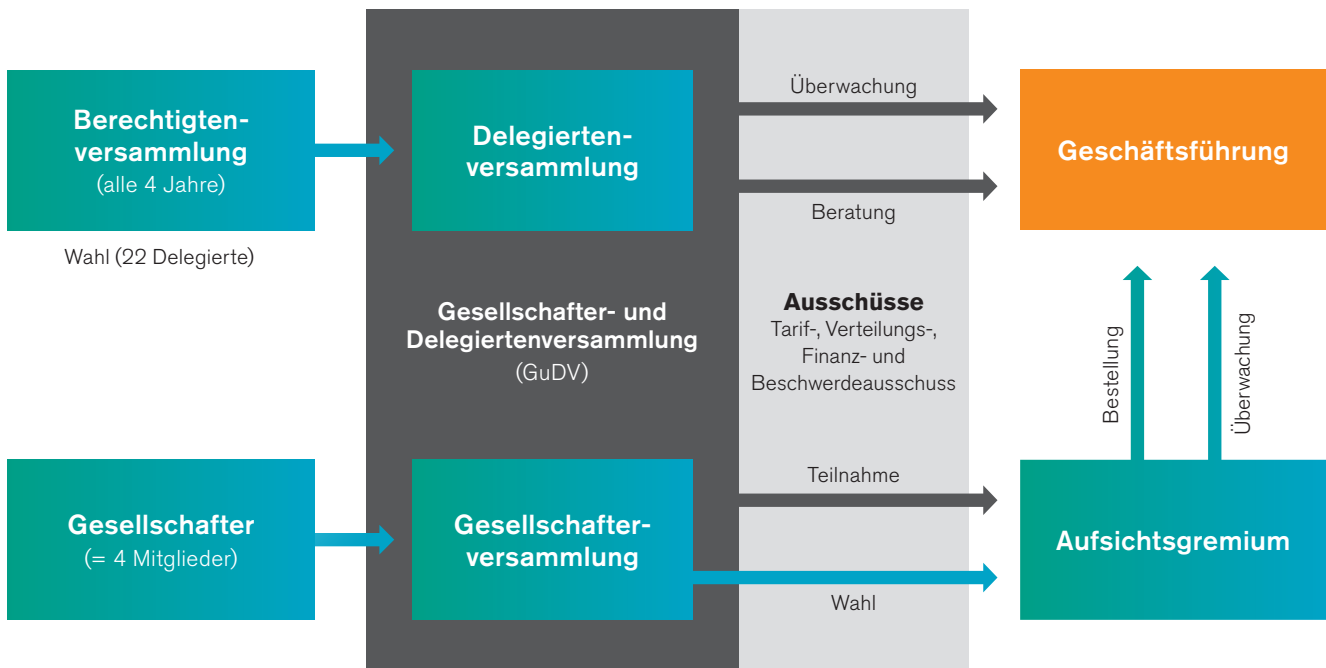 Berechtigten-
versammlung
(alle 4 Jahre)
Wahl (22 Delegierte)
Delegierten-
versammlung
Überwachung
Beratung
Geschäftsführung
Gesellschafter- und
Delegiertenversammlung
(GuDV)
Ausschüsse
Tarif-, Verteilungs-,
Finanz- und
Beschwerdeausschuss
Bestellung
Überwachung
Gesellschafter
(= 4 Mitglieder)
Gesellschafter-
versammlung
Teilnahme
Wahl
Aufsichtsgremium